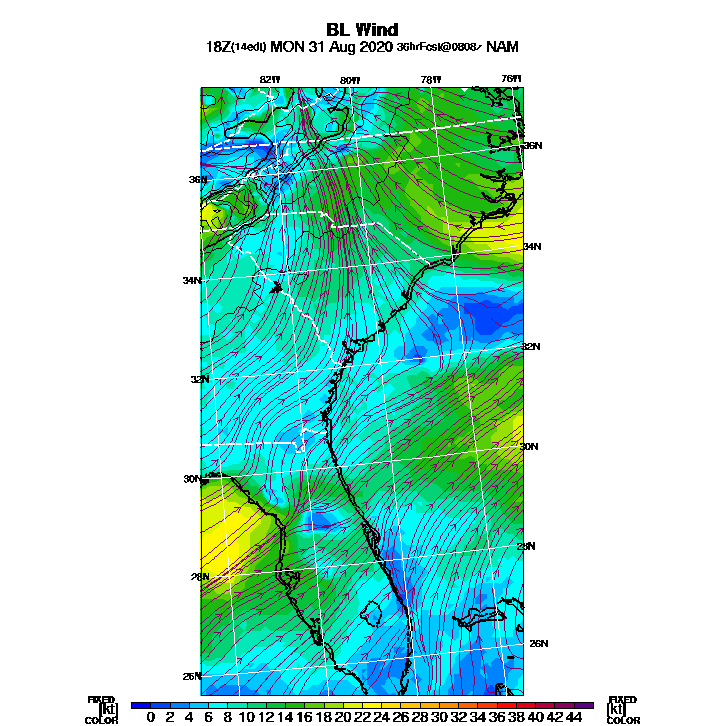 BL Wind
18Z(14edt) MON 31 Aug 2020 36hrFcst@0808z NAM
82W 80W 78W 76W
36N
36N
34N
34N
32N
32N
30N
30N
28N
28N
26N
26N
FIXED FIXED
[kt] 0 2 4 6 8 10 12 14 16 18 20 22 24 26 28 30 32 34 36 38 40 42 44 [kt]
COLOR COLOR